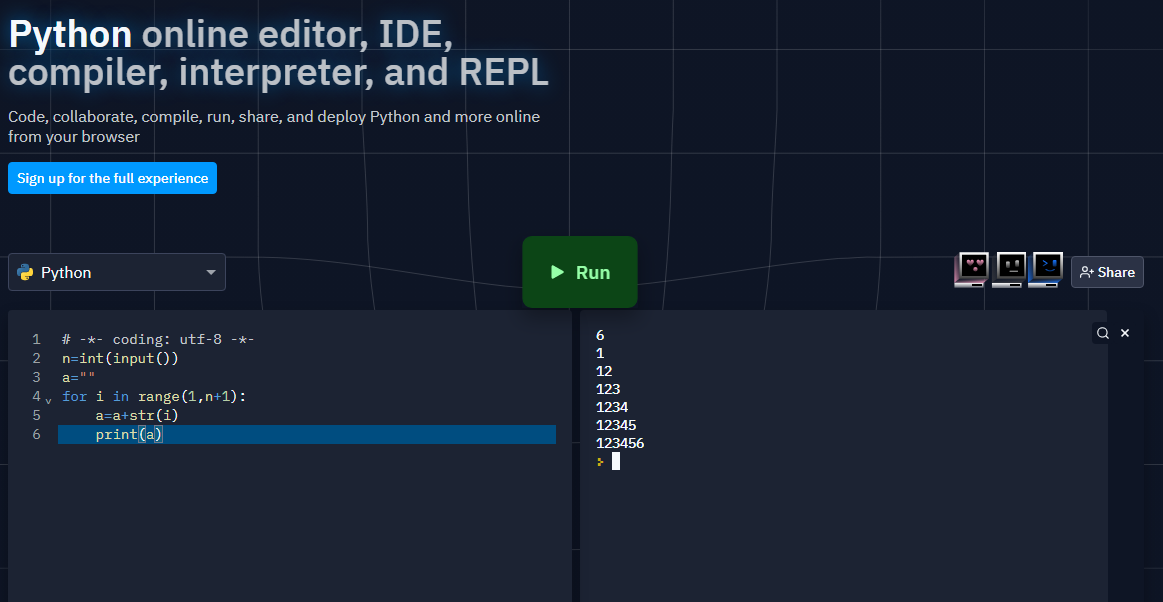 Python online editor, IDE,
compiler, interpreter, and REPL
Code, collaborate, compile, run, share, and deploy Python and more online
from your browser
Sign up for the full experience
Python
Run
Share
1 # -*- coding: utf-8 -*-
2 n=int(input())
3 a=""
4 for i in range(1,n+1):
5     a=a+str(i)
6     print(a)
6
1
12
123
1234
12345
123456